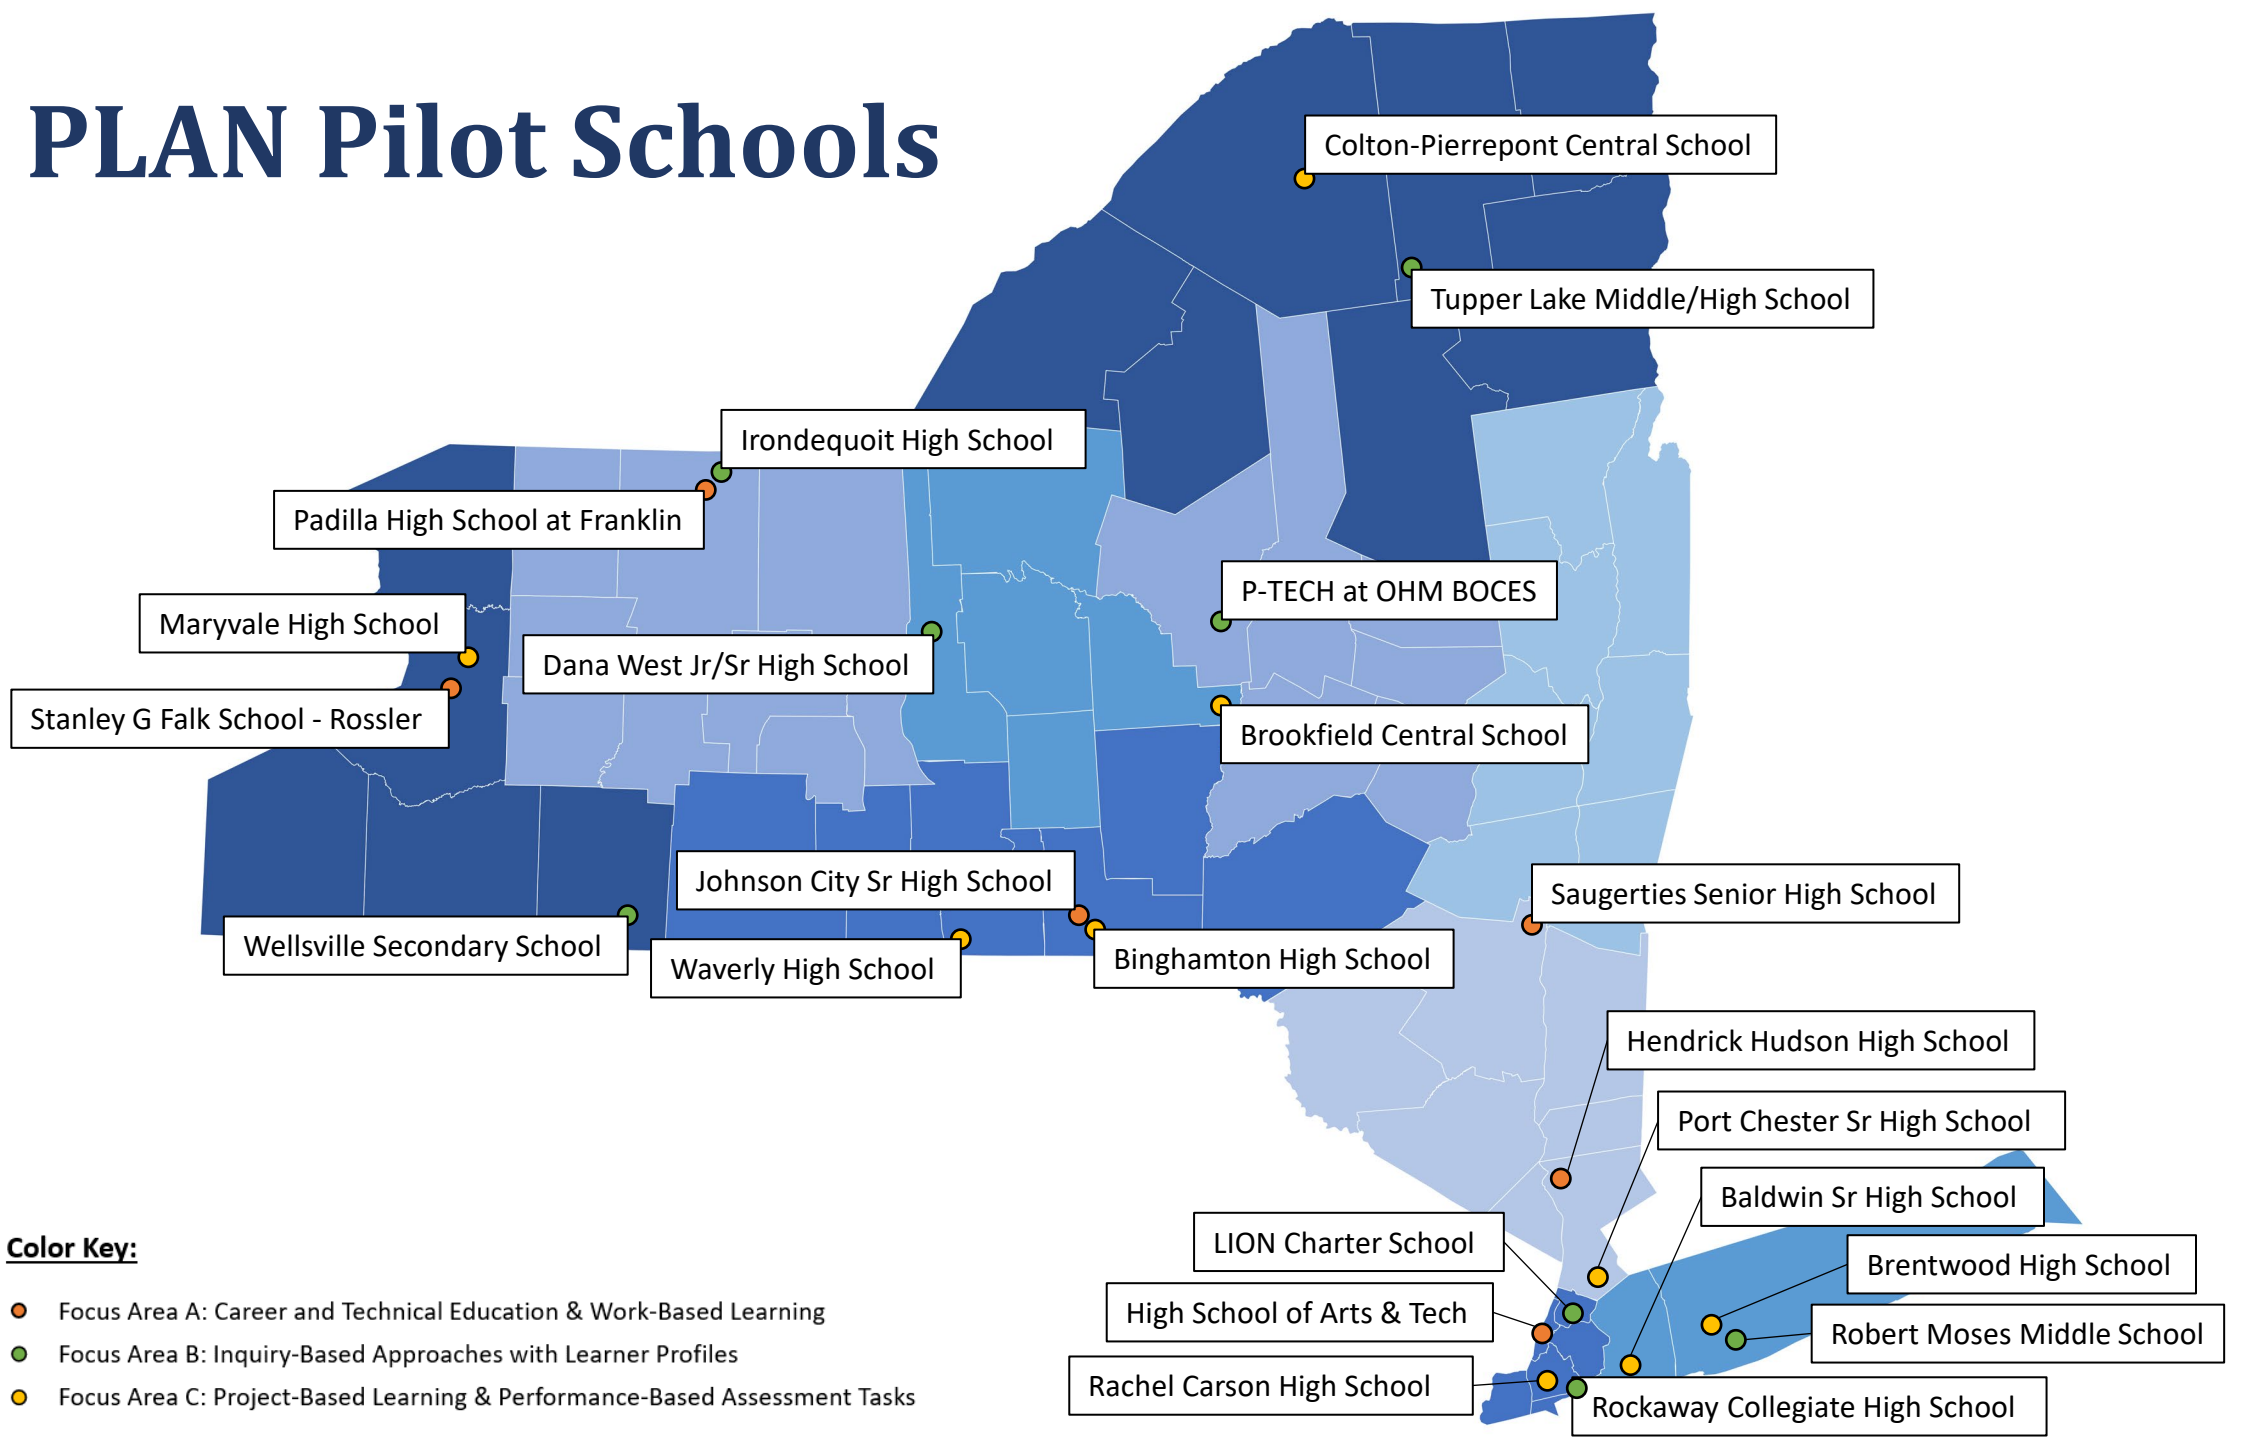 PLAN Pilot Schools
Colton-Pierrepont Central School
Tupper Lake Middle/High School
Irondequoit High School
Padilla High School at Franklin
P-TECH at OHM BOCES
Maryvale High School
Dana West Jr/Sr High School
Stanley G Falk School - Rossler
Brookfield Central School
Johnson City Sr High School
Saugerties Senior High School
Wellsville Secondary School
Waverly High School
Binghamton High School
Hendrick Hudson High School
Port Chester Sr High School
Baldwin Sr High School
LION Charter School
Brentwood High School
High School of Arts & Tech
Robert Moses Middle School
Rachel Carson High School
Rockaway Collegiate High School
Color Key:
Focus Area A: Career and Technical Education & Work-Based Learning
Focus Area B: Inquiry-Based Approaches with Learner Profiles
Focus Area C: Project-Based Learning & Performance-Based Assessment Tasks